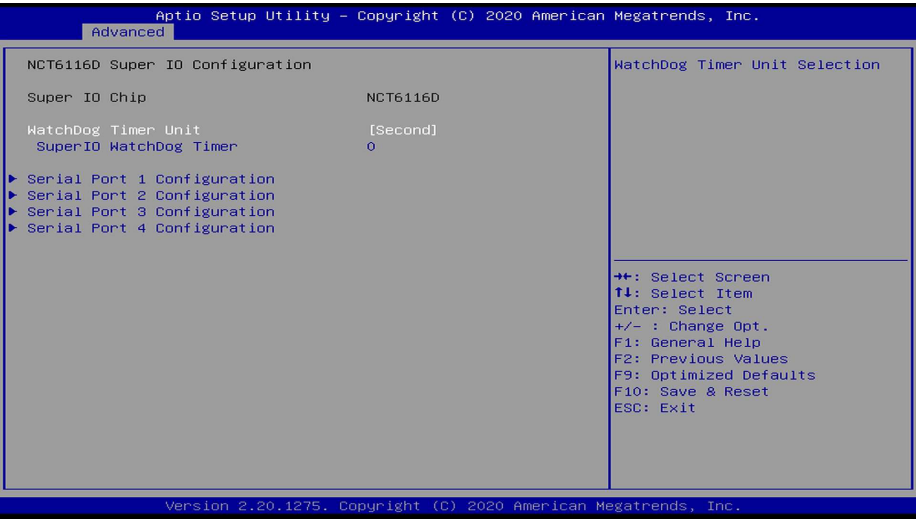 Aptio Setup Utility – Copyright (C) 2020 American Megatrends, Inc.
Advanced
NCT6116D Super IO Configuration
Super IO Chip NCT6116D
WatchDog Timer Unit [Second]
SuperIO WatchDog Timer 0
► Serial Port 1 Configuration
► Serial Port 2 Configuration
► Serial Port 3 Configuration
► Serial Port 4 Configuration
WatchDog Timer Unit Selection
→←: Select Screen
↑↓: Select Item
Enter: Select
+/- : Change Opt.
F1: General Help
F2: Previous Values
F9: Optimized Defaults
F10: Save & Reset
ESC: Exit
Version 2.20.1275. Copyright (C) 2020 American Megatrends, Inc.